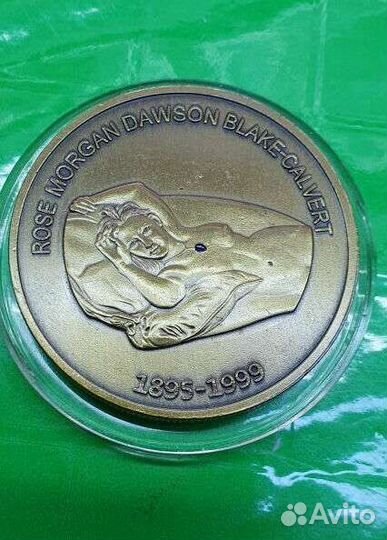 ROSE MORGAN DAWSON BLAKE-CALVERT
1895-1999
Avito